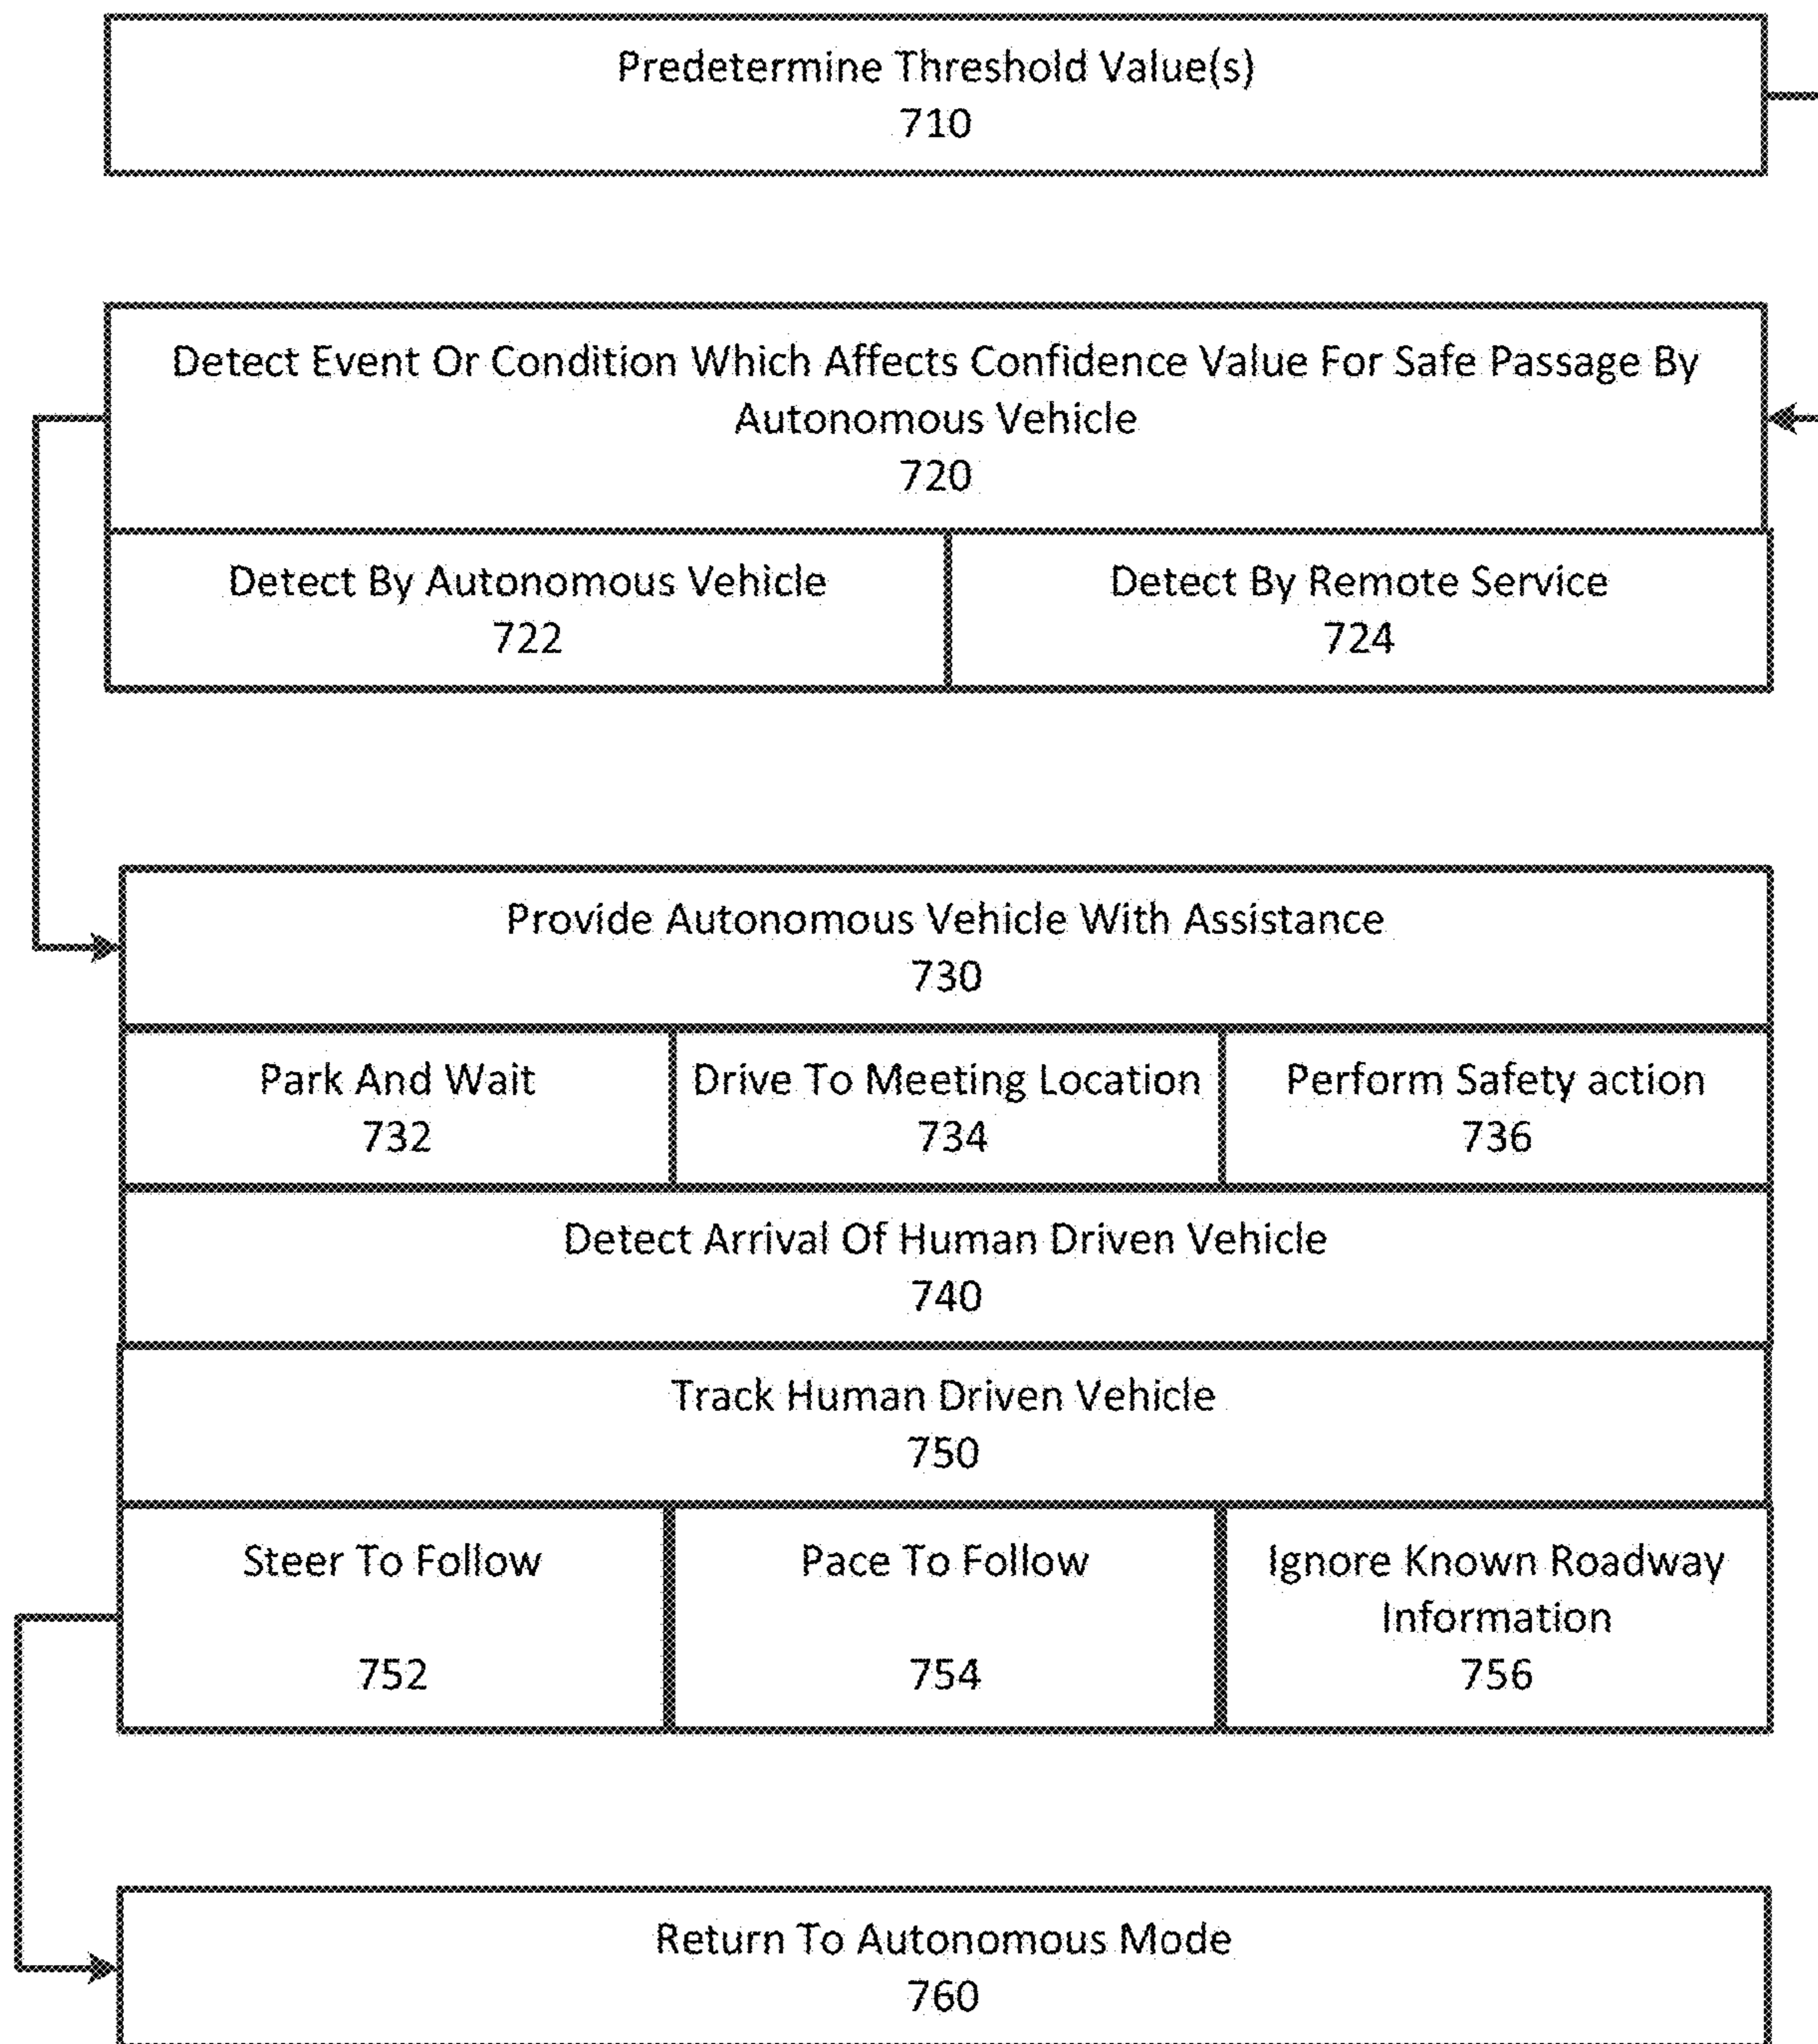 Predetermine Threshold Value(s)
710
Detect Event Or Condition Which Affects Confidence Value For Safe Passage By
Autonomous Vehicle
720
Detect By Autonomous Vehicle
722
Detect By Remote Service
724
Provide Autonomous Vehicle With Assistance
730
Park And Wait
732
Drive To Meeting Location
734
Perform Safety action
736
Detect Arrival Of Human Driven Vehicle
740
Track Human Driven Vehicle
750
Steer To Follow
752
Pace To Follow
754
Ignore Known Roadway
Information
756
Return To Autonomous Mode
760